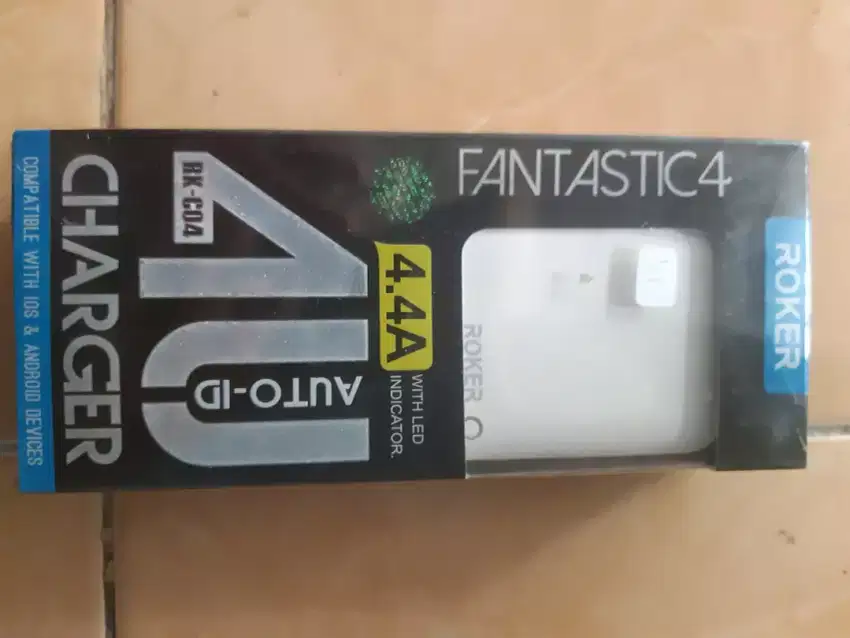 ROKER
FANTASTIC4
ROKER
4.4A
WITH LED
INDICATOR.
RK-C04
4U
AUTO-ID
CHARGER
COMPATIBLE WITH IOS & ANDROID DEVICES